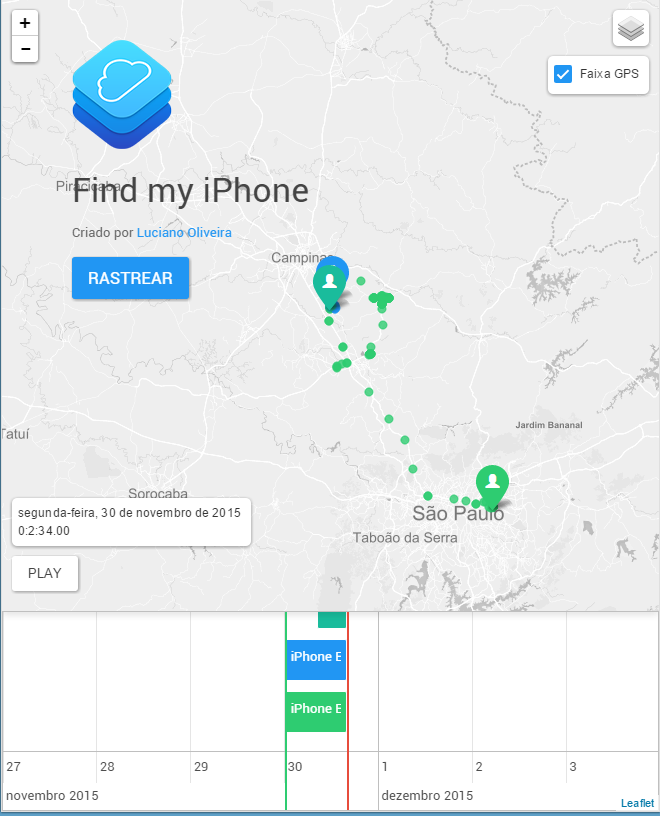 +
−
Faixa GPS
Piracicaba
Find my iPhone
Criado por Luciano Oliveira
Campinas
RASTREAR
Jardim Bananal
Tatuí
Sorocaba
segunda-feira, 30 de novembro de 2015
0:2:34.00
São Paulo
Taboão da Serra
PLAY
iPhone E
iPhone E
27 28 29 30 1 2 3
novembro 2015 dezembro 2015
Leaflet